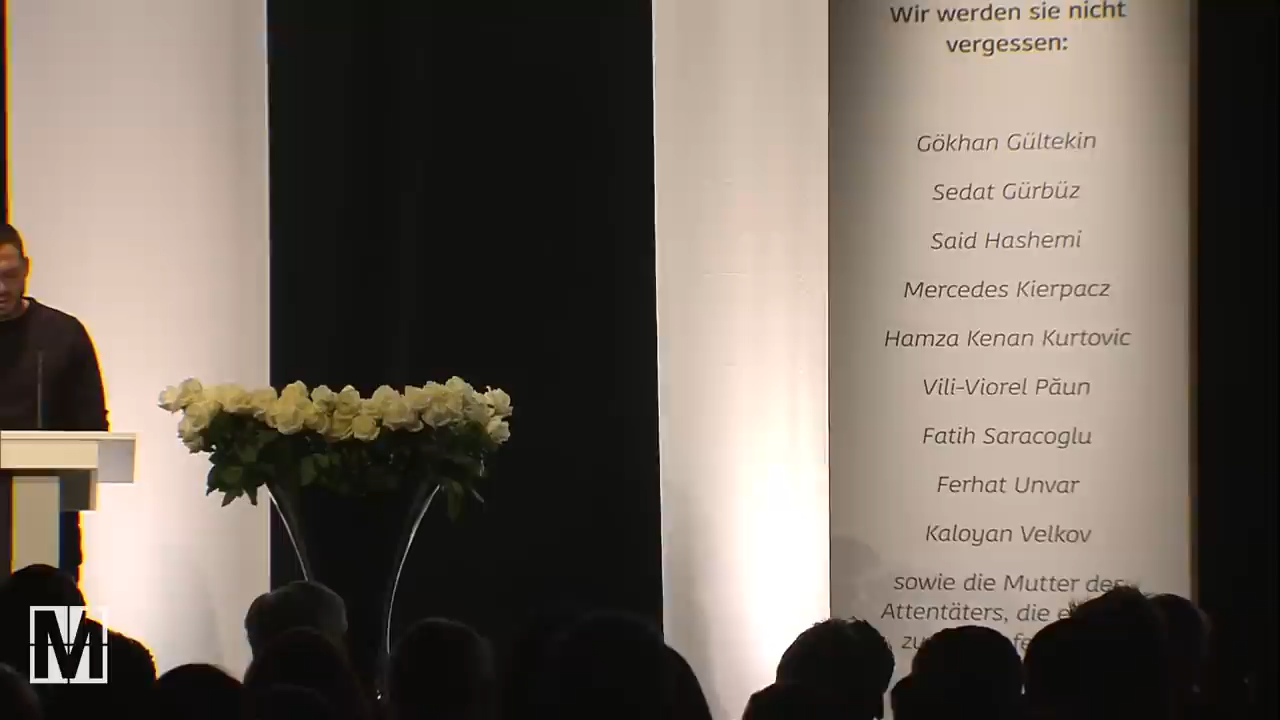 Wir werden sie nicht
vergessen:
Gökhan Gültekin
Sedat Gürbüz
Said Hashemi
Mercedes Kierpacz
Hamza Kenan Kurtovic
Vili-Viorel Păun
Fatih Saracoglu
Ferhat Unvar
Kaloyan Velkov
sowie die Mutter des
Attentäters, die
M